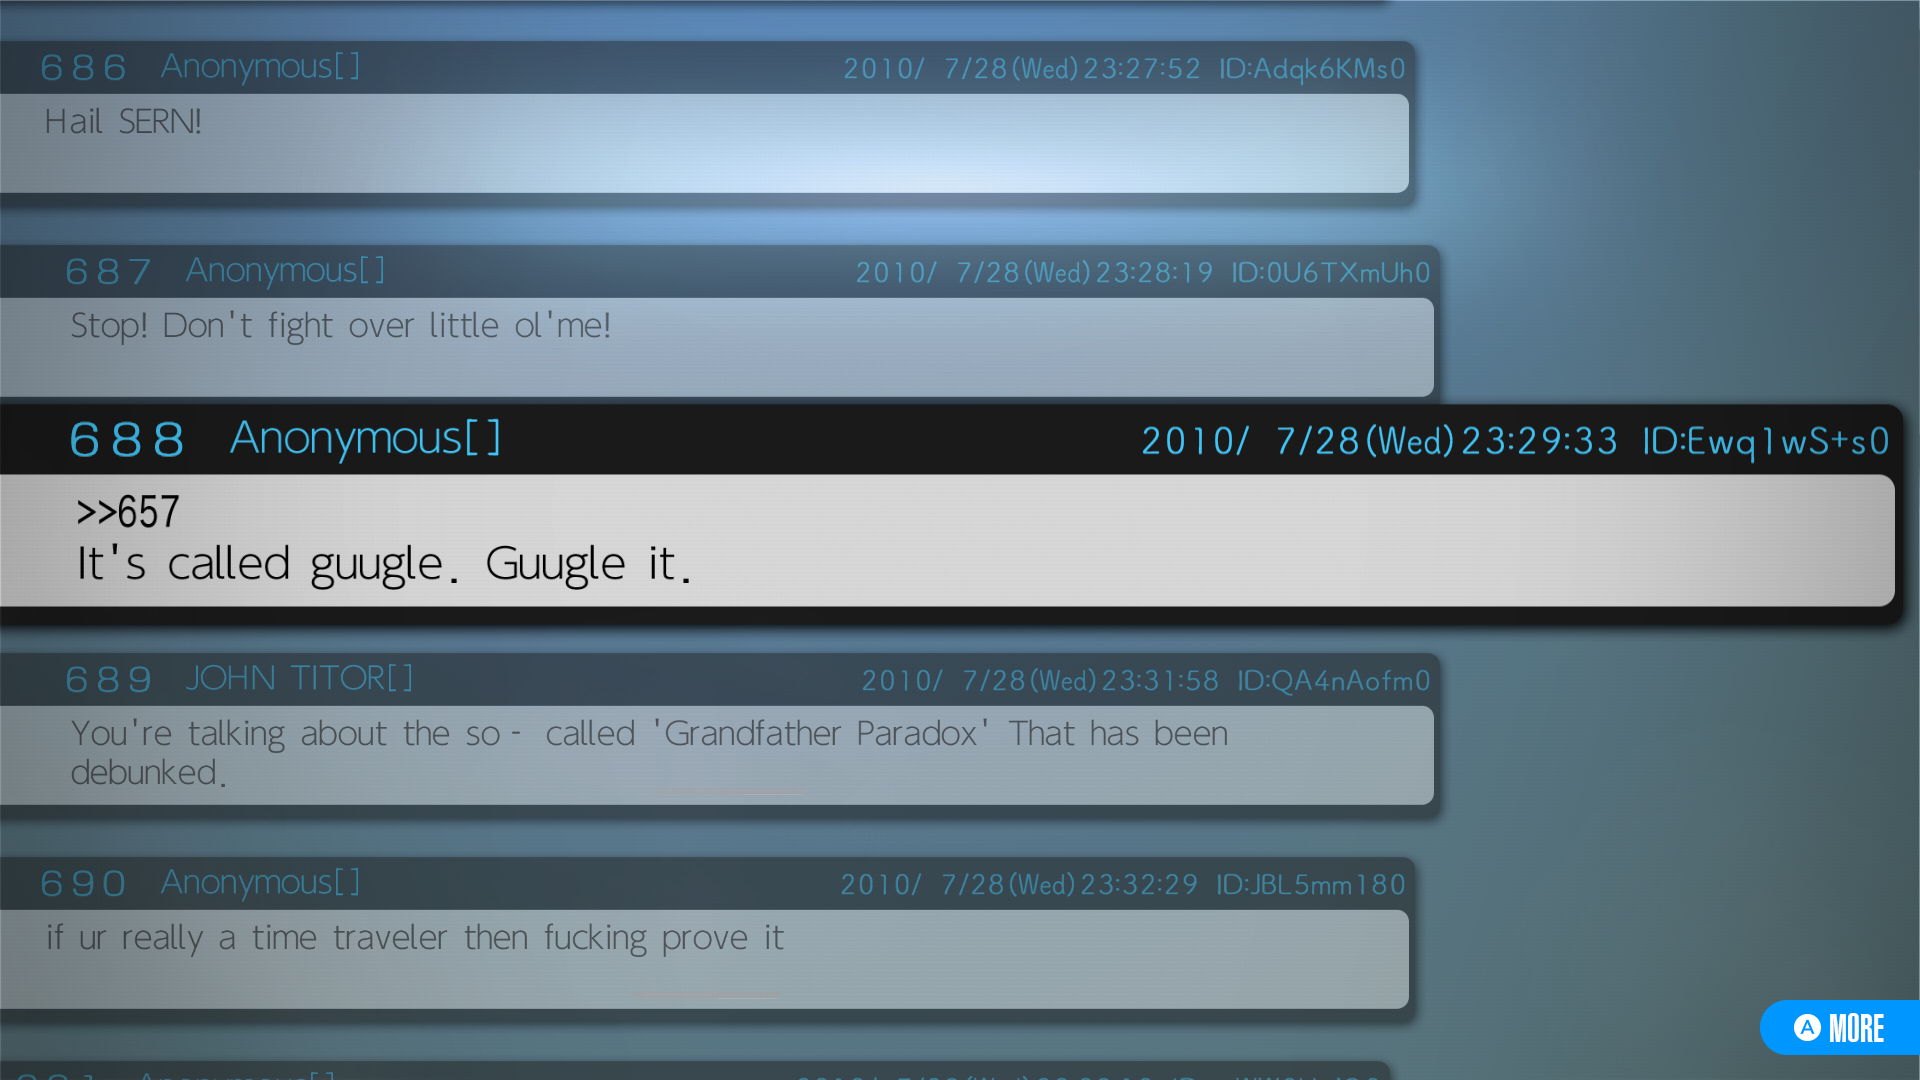 686 Anonymous[] 2010/ 7/28(Wed)23:27:52 ID:Adqk6KMs0
Hail SERN!
687 Anonymous[] 2010/ 7/28(Wed)23:28:19 ID:0U6TXmUh0
Stop! Don't fight over little ol'me!
688 Anonymous[] 2010/ 7/28(Wed)23:29:33 ID:Ewq1wS+s0
>>657
It's called guugle. Guugle it.
689 JOHN TITOR[] 2010/ 7/28(Wed)23:31:58 ID:QA4nAofm0
You're talking about the so- called 'Grandfather Paradox' That has been
debunked.
690 Anonymous[] 2010/ 7/28(Wed)23:32:29 ID:JBL5mm180
if ur really a time traveler then fucking prove it
A MORE